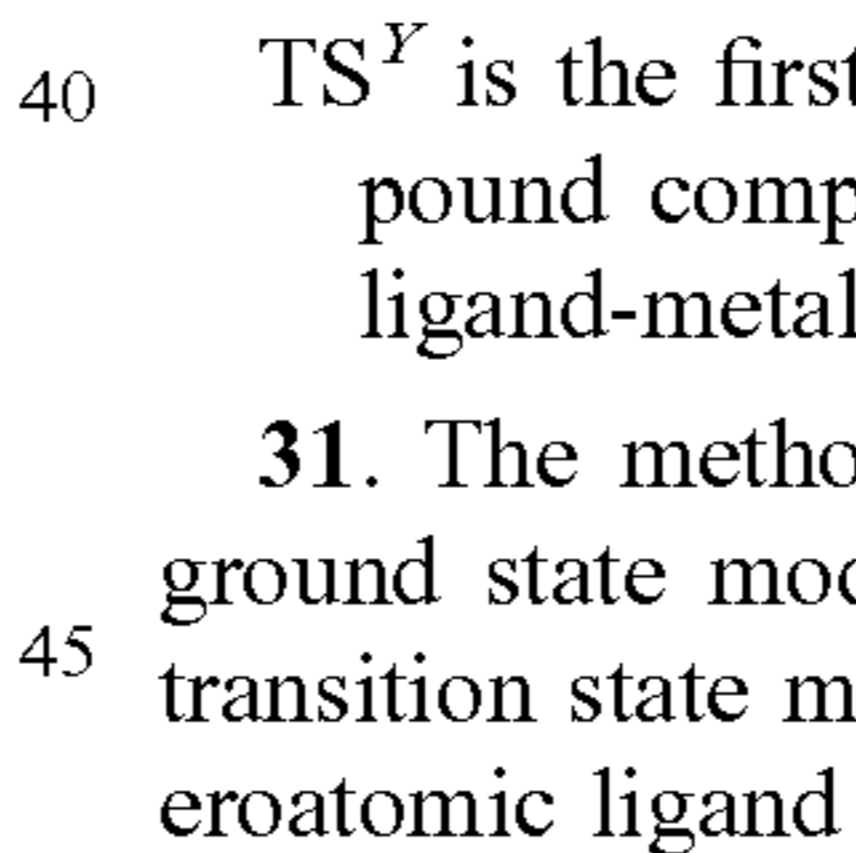 40 TS^Y is the first
pound comp
ligand-metal
31. The metho
ground state mod
45
transition state m
eroatomic ligand